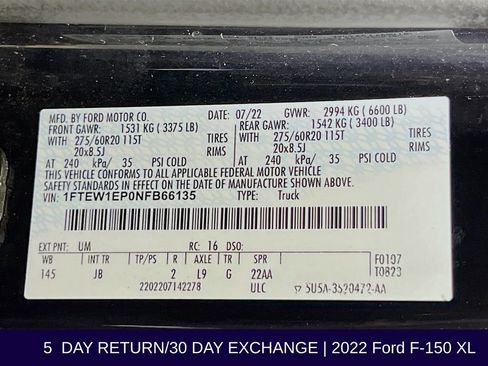 MFD. BY FORD MOTOR CO.
07/22 GVWR: 2994 KG ( 6600 LB)
FRONT GAWR: 1531 KG ( 3375 LB) REAR GAWR: 1542 KG ( 3400 LB)
WITH 275/60R20 115T TIRES WITH 275/60R20 115T TIRES
20x8.5J 20x8.5J
AT 240 kPa/ 35 PSI COLD AT 240 kPa/ 35 PSI COLD
THIS VEHICLE CONFORMS TO ALL APPLICABLE FEDERAL MOTOR VEHICLE
SAFETY, BUMPER, AND THEFT PREVENTION STANDARDS IN EFFECT ON THE DATE OF MANUFACTURE SHOWN ABOVE.
VIN: 1FTEW1EP0NFB66135 TYPE: Truck
EXT PNT: UM RC: 16 DSO:
WB INT TR TP/PS R AXLE TR SPR
145 JB 2 L9 G 22AA
2202207142278 ULC
F0107
T0823
5U5A-3520472-AA
5 DAY RETURN/30 DAY EXCHANGE | 2022 Ford F-150 XL